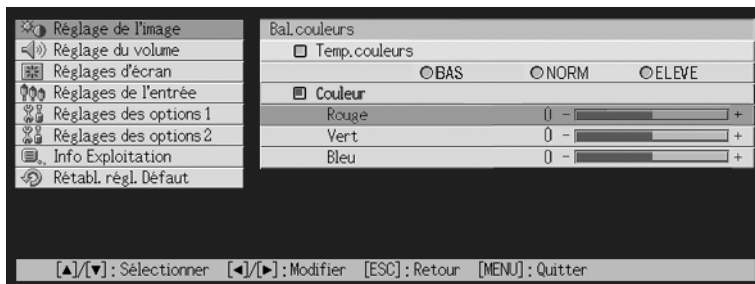 Réglage de l'image
Réglage du volume
Réglages d'écran
Réglages de l'entrée
Réglages des options 1
Réglages des options 2
Info Exploitation
Rétabl. régl. Défaut
Bal.couleurs
Temp.couleurs
BAS NORM ELEVE
Couleur
Rouge 0 - +
Vert 0 - +
Bleu 0 - +
[▲]/[▼] : Sélectionner [◄]/[►] : Modifier [ESC] : Retour [MENU] : Quitter